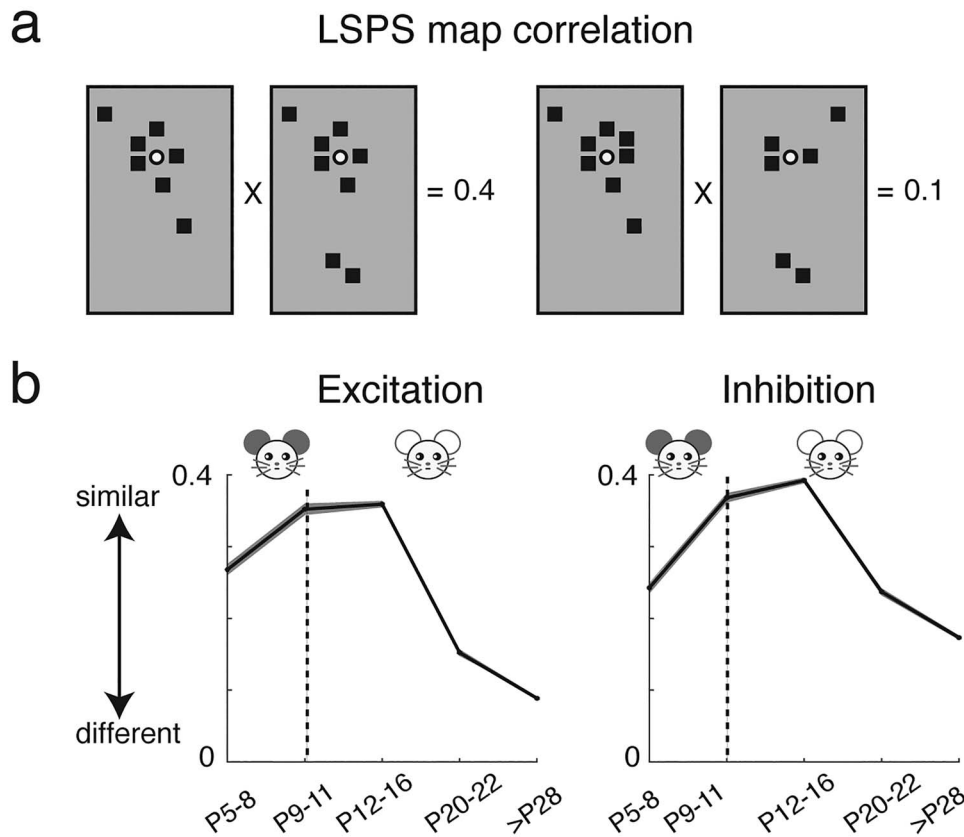 a
LSPS map correlation
X
= 0.4
X
= 0.1
b
Excitation
Inhibition
similar
different
0.4
0
P5-8
P9-11
P12-16
P20-22
>P28
0.4
0
P5-8
P9-11
P12-16
P20-22
>P28